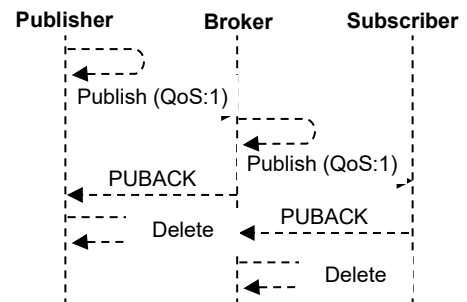 Publisher Broker Subscriber
Publish (QoS:1)
Publish (QoS:1)
PUBACK
PUBACK
Delete
Delete